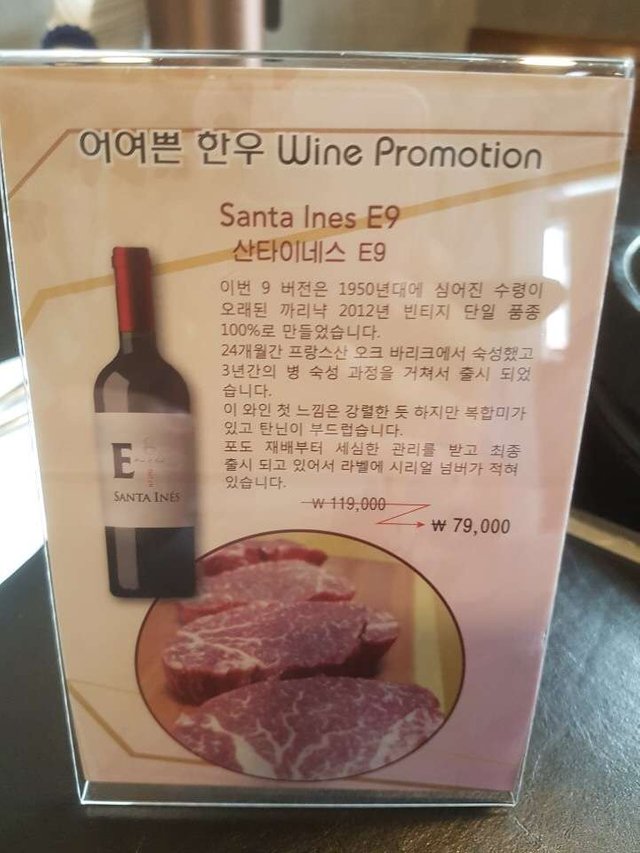 어여쁜 한우 Wine Promotion
Santa Ines E9
산타이네스 E9
이번 9 버전은 1950년대에 심어진 수령이
오래된 까리냑 2012년 빈티지 단일 품종
100%로 만들었습니다.
24개월간 프랑스산 오크 바리크에서 숙성했고
3년간의 병 숙성 과정을 거쳐서 출시 되었
습니다.
이 와인 첫 느낌은 강렬한 듯 하지만 복합미가
있고 탄닌이 부드럽습니다.
포도 재배부터 세심한 관리를 받고 최종
출시 되고 있어서 라벨에 시리얼 넘버가 적혀
있습니다.
₩ 119,000
₩ 79,000
E
SANTA INÉS